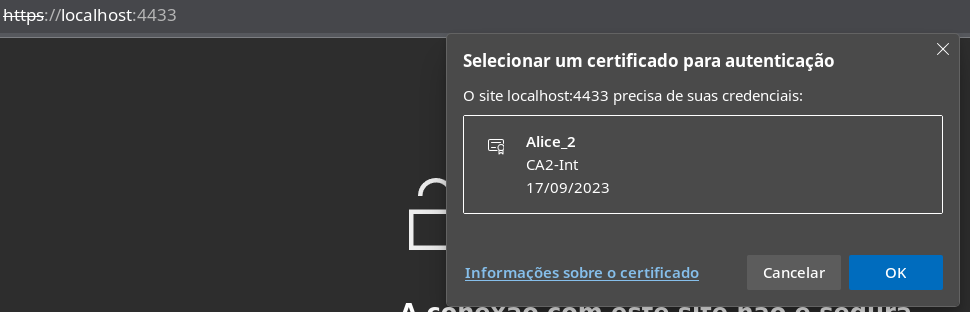 https://localhost:4433
Selecionar um certificado para autenticação
O site localhost:4433 precisa de suas credenciais:
Alice_2
CA2-Int
17/09/2023
Informações sobre o certificado
Cancelar
OK
A conexão com este site não é segura